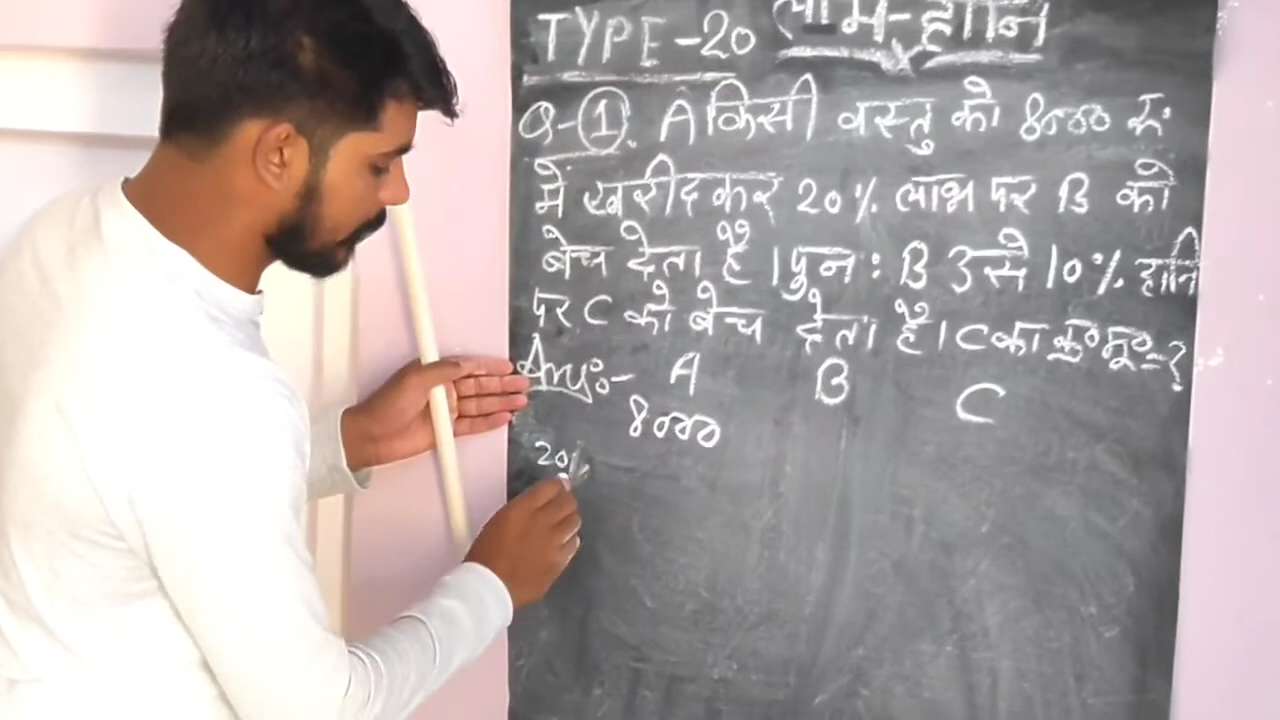 TYPE-20 लाभ-हानि
Q-1. A किसी वस्तु को 8000 रु.
में खरीदकर 20% लाभ पर B को
बेच देता है। पुन: B उसे 10% हानि
पर C को बेच देता है। C का क्र० मू० = ?
Ans:- A B C
8000
20%